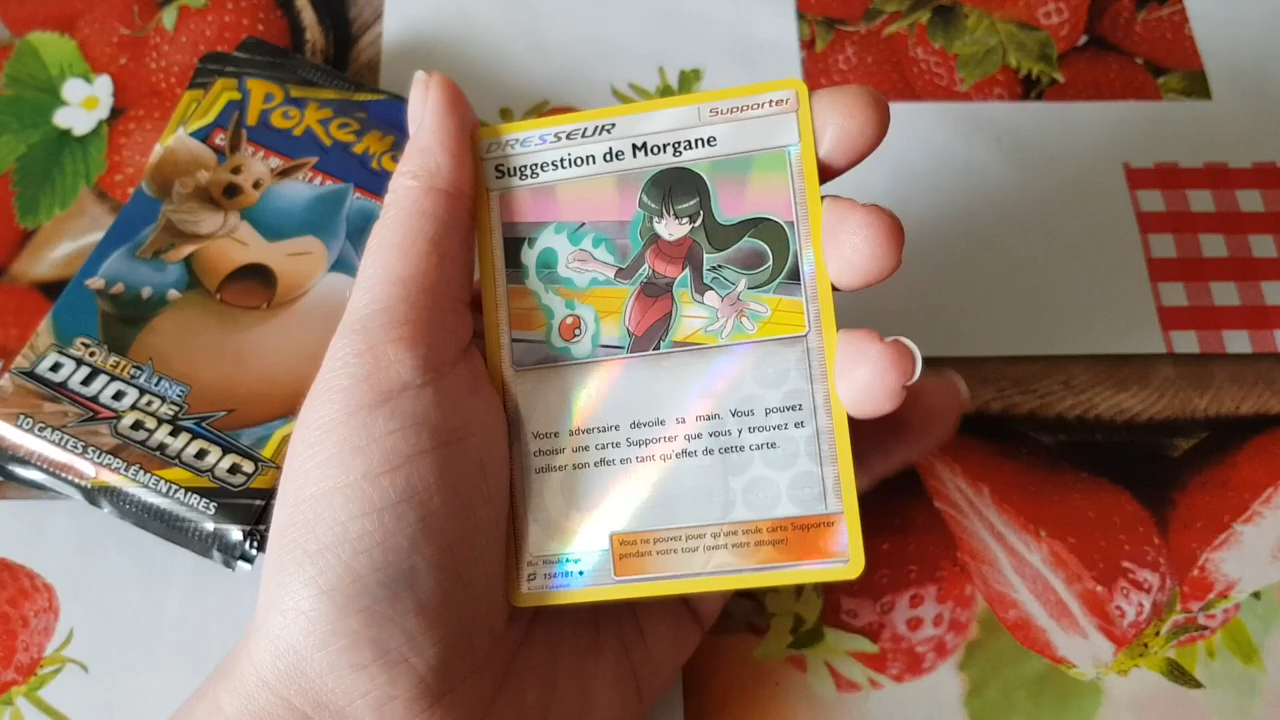 POKéMO
SOLEIL ET LUNE
DUO DE
CHOC
10 CARTES SUPPLÉMENTAIRES
DRESSEUR
Supporter
Suggestion de Morgane
Votre adversaire dévoile sa main. Vous pouvez
choisir une carte Supporter que vous y trouvez et
utiliser son effet en tant qu'effet de cette carte.
Vous ne pouvez jouer qu'une seule carte Supporter
pendant votre tour (avant votre attaque).
Illus. Hitoshi Ariga
154/181